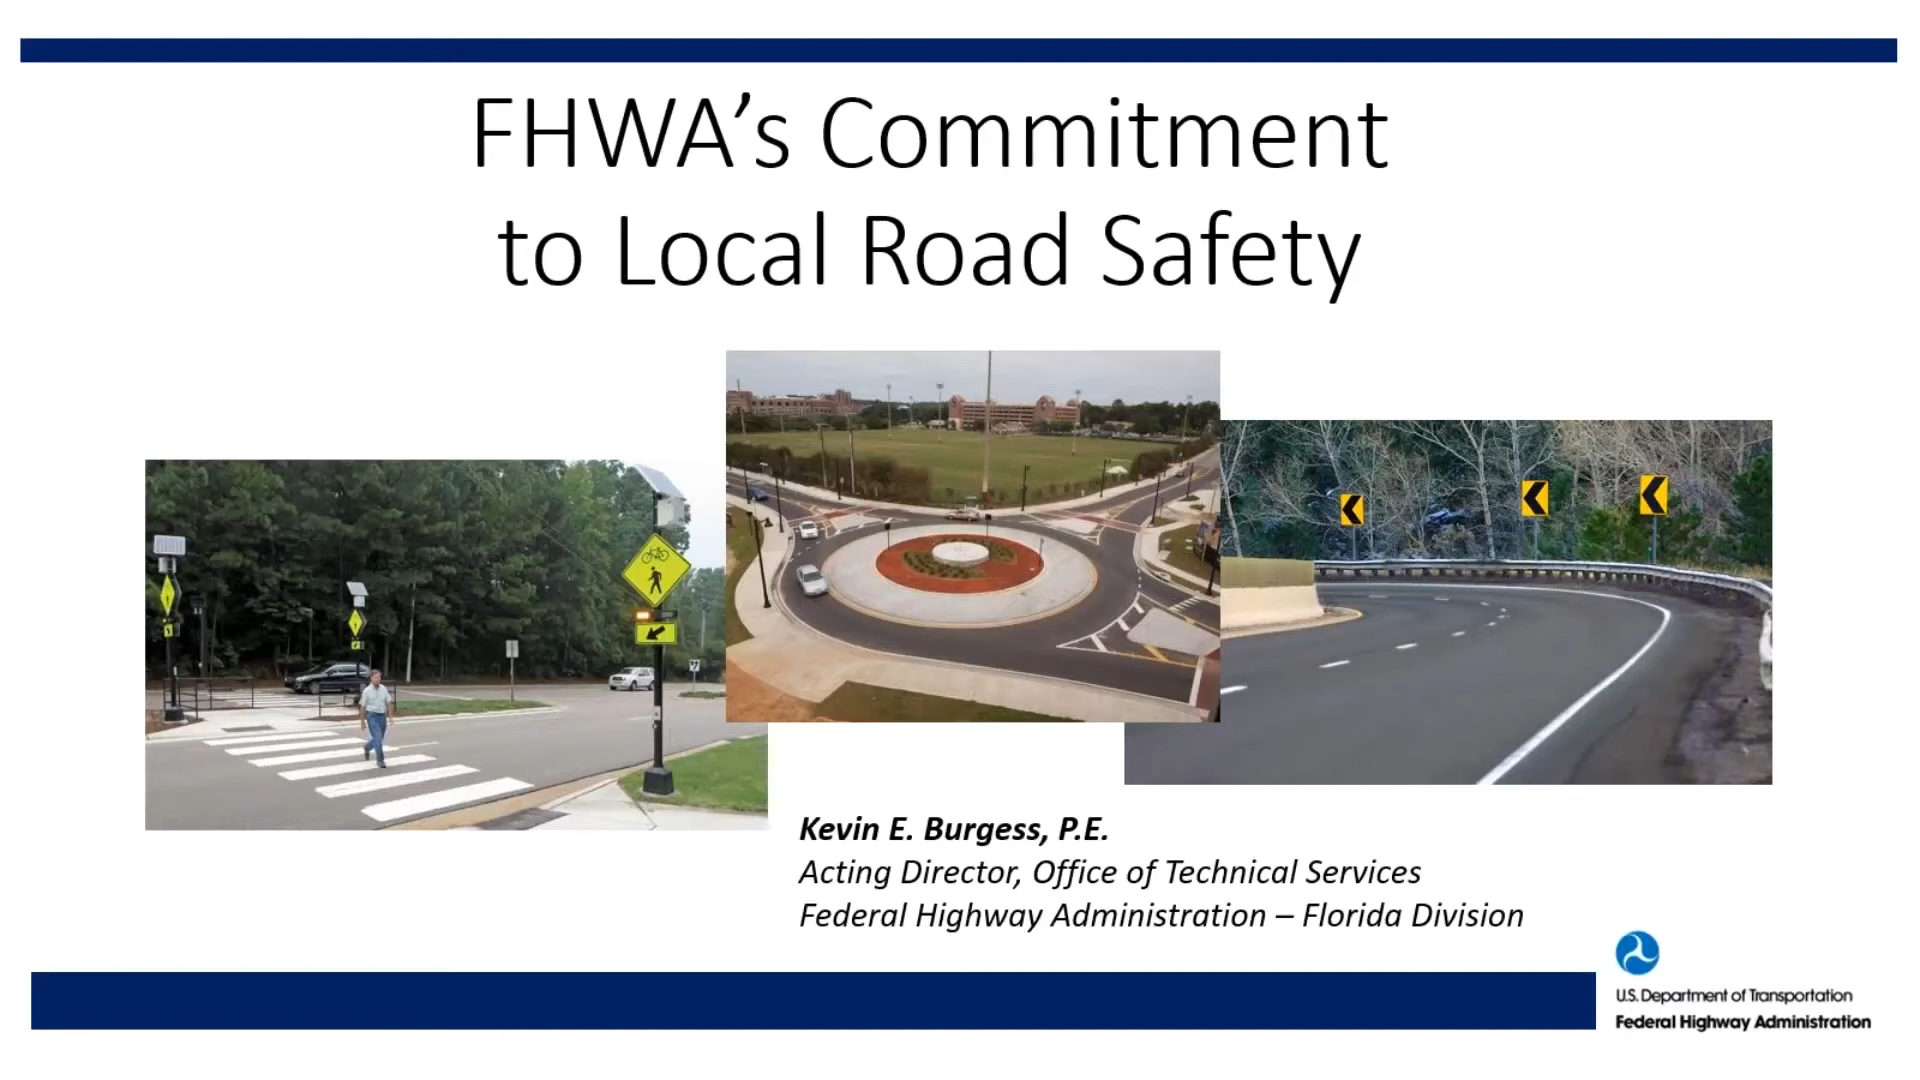 FHWA’s Commitment
to Local Road Safety
Kevin E. Burgess, P.E.
Acting Director, Office of Technical Services
Federal Highway Administration – Florida Division
U.S. Department of Transportation
Federal Highway Administration